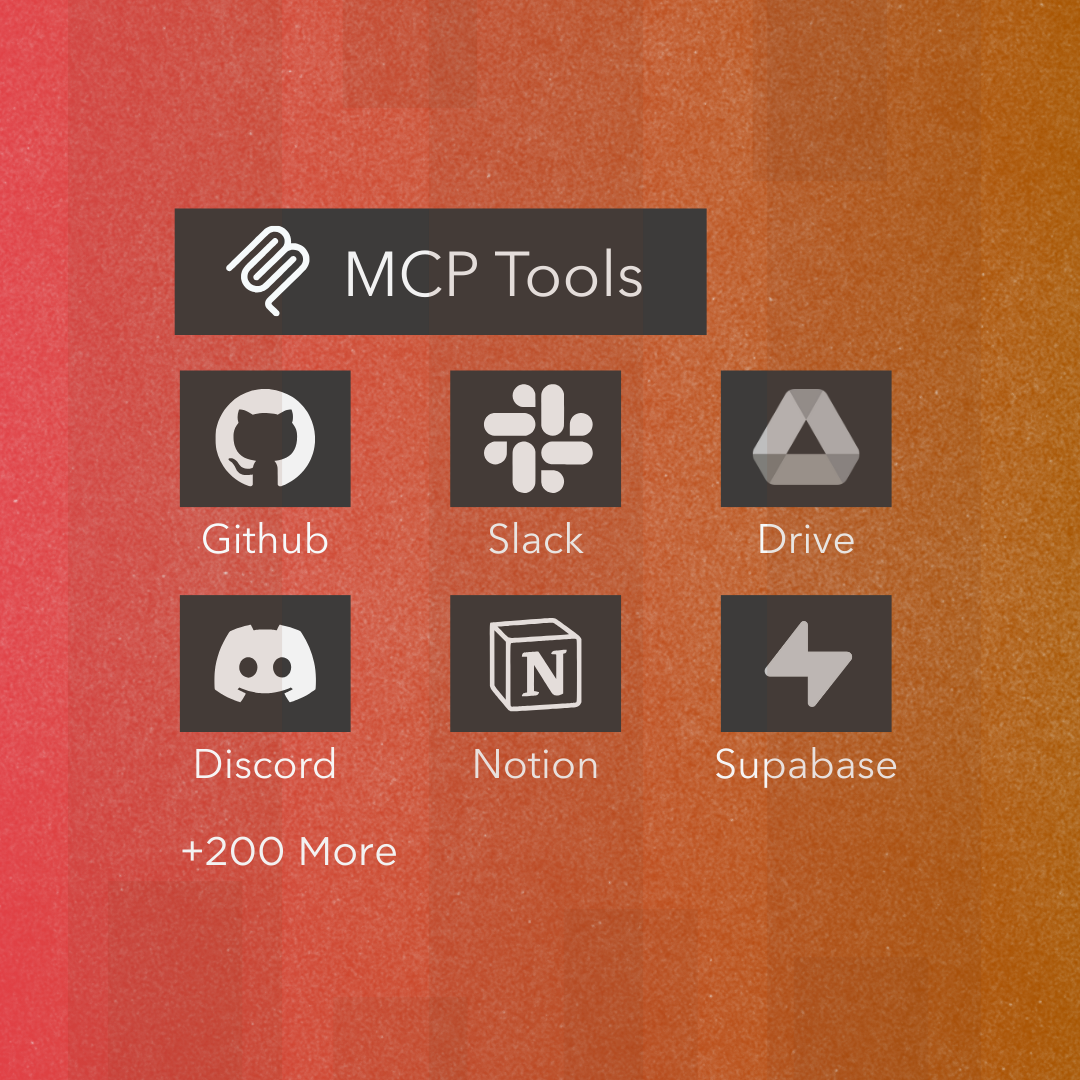 MCP Tools
Github
Slack
Drive
N
Discord
Notion
Supabase
+200 More